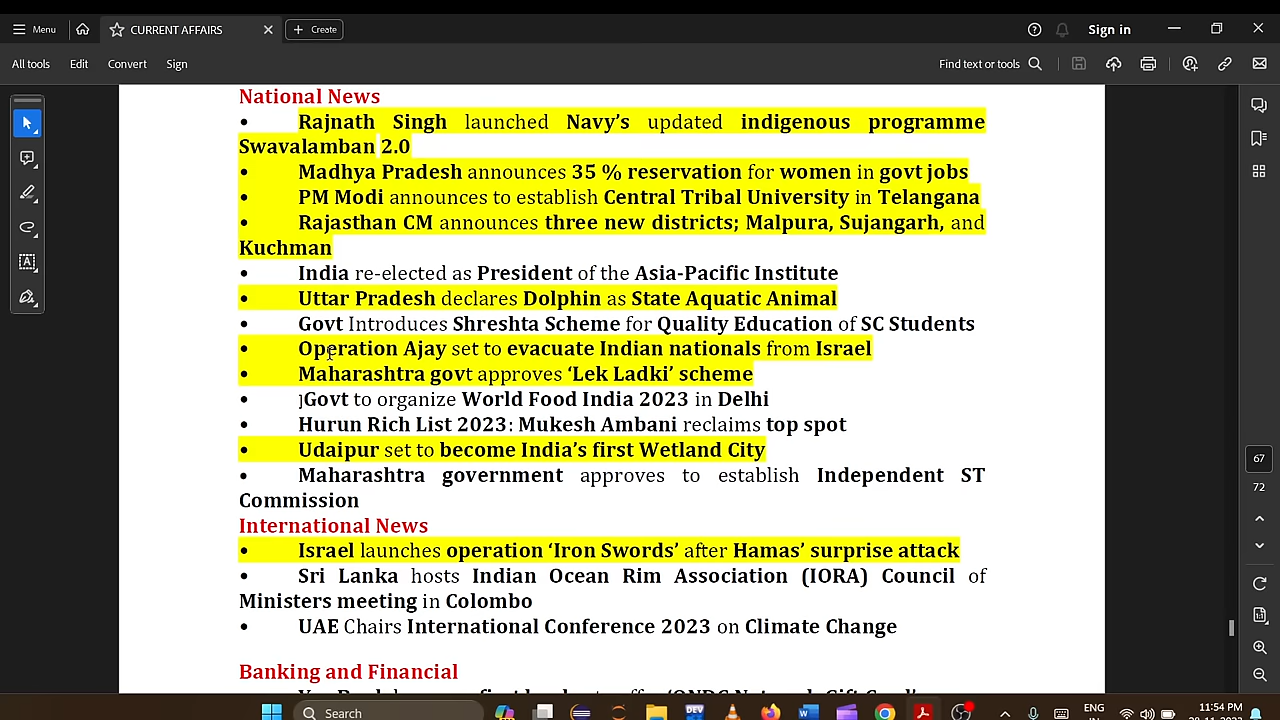 Menu
CURRENT AFFAIRS
Create
Sign in
All tools Edit Convert Sign
Find text or tools
National News
• Rajnath Singh launched Navy’s updated indigenous programme
Swavalamban 2.0
• Madhya Pradesh announces 35 % reservation for women in govt jobs
• PM Modi announces to establish Central Tribal University in Telangana
• Rajasthan CM announces three new districts; Malpura, Sujangarh, and
Kuchman
• India re-elected as President of the Asia-Pacific Institute
• Uttar Pradesh declares Dolphin as State Aquatic Animal
• Govt Introduces Shreshta Scheme for Quality Education of SC Students
• Operation Ajay set to evacuate Indian nationals from Israel
• Maharashtra govt approves ‘Lek Ladki’ scheme
• Govt to organize World Food India 2023 in Delhi
• Hurun Rich List 2023: Mukesh Ambani reclaims top spot
• Udaipur set to become India’s first Wetland City
• Maharashtra government approves to establish Independent ST
Commission
International News
• Israel launches operation ‘Iron Swords’ after Hamas’ surprise attack
• Sri Lanka hosts Indian Ocean Rim Association (IORA) Council of
Ministers meeting in Colombo
• UAE Chairs International Conference 2023 on Climate Change
Banking and Financial
67
72
Search
DEV
ENG
IN
11:54 PM